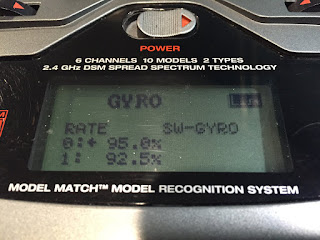 POWER
6 CHANNELS 10 MODELS 2 TYPES
2.4 GHz DSM SPREAD SPECTRUM TECHNOLOGY
GYRO
RATE SW-GYRO
0:← 95.0%
1: 92.5%
MODEL MATCH™ MODEL RECOGNITION SYSTEM